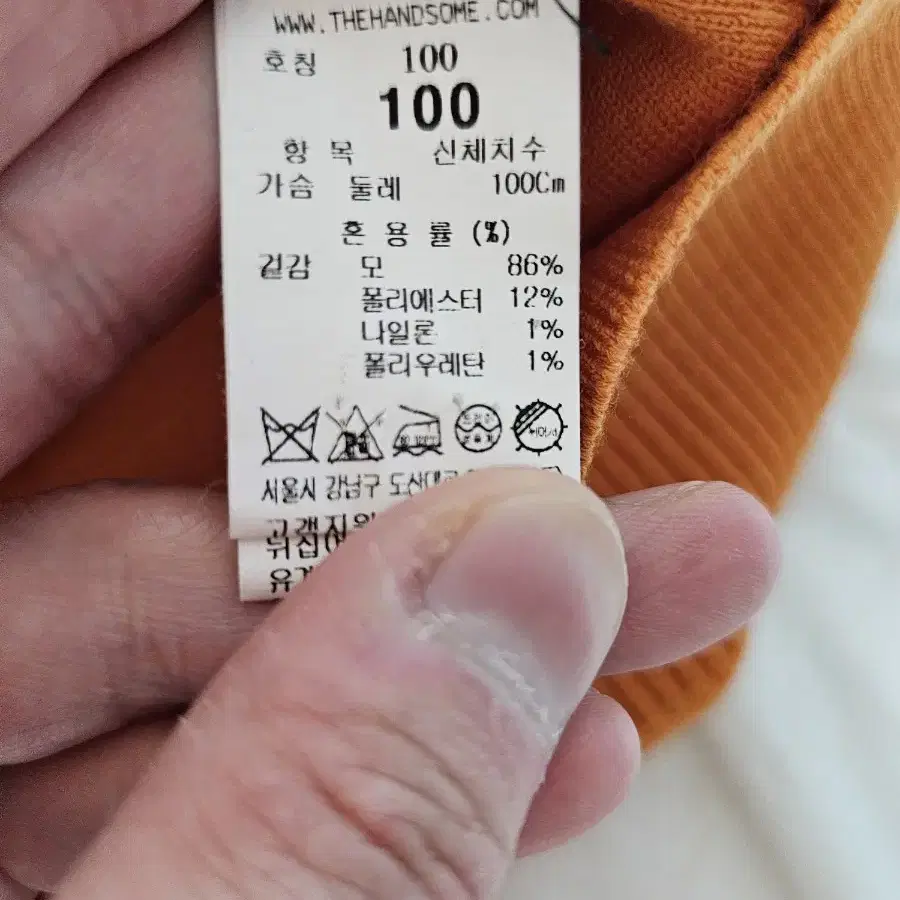 WWW.THEHANDSOME.COM
호칭 100
100
항 목 신체치수
가슴 둘레 100Cm
혼 용 률 (%)
겉감 모 86%
폴리에스터 12%
나일론 1%
폴리우레탄 1%
서울시 강남구